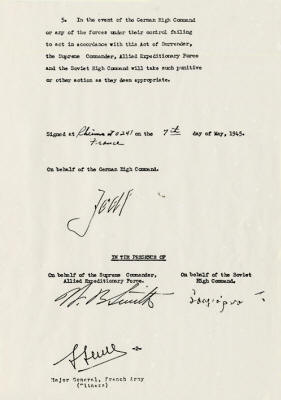 5. In the event of the German High Command
or any of the forces under their control failing
to act in accordance with this Act of Surrender,
the Supreme Commander, Allied Expeditionary Force
and the Soviet High Command will take such punitive
or other action as they deem appropriate.
Signed at Rheims at 0241 on the 7th day of May, 1945.
France
On behalf of the German High Command.
Jodl
IN THE PRESENCE OF
On behalf of the Supreme Commander, On behalf of the Soviet
Allied Expeditionary Force. High Command.
W. B. Smith
Major General, French Army
(Witness)